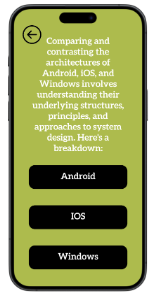 Comparing and
contrasting the
architectures of
Android, iOS, and
Windows involves
understanding their
underlying structures,
principles, and
approaches to system
design. Here's a
breakdown:
Android
IOS
Windows